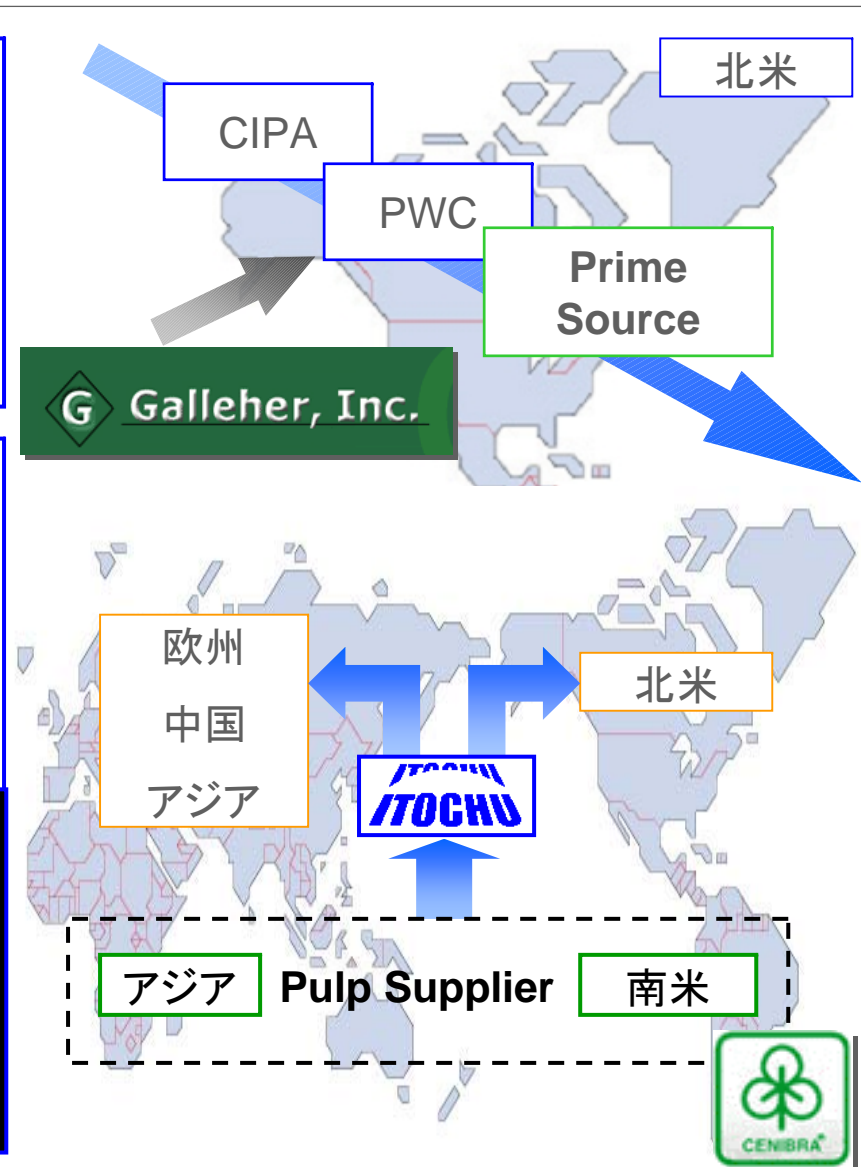 北米
CIPA
PWC
Prime
Source
G Galleher, Inc.
欧州
中国
アジア
北米
ITOCHU
ITOCHU
アジア Pulp Supplier 南米
CENIBRA